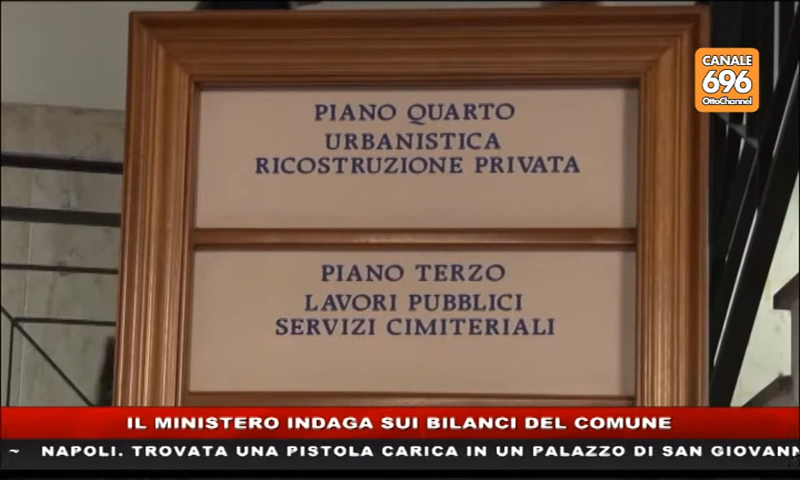 CANALE
696
OttoChannel
PIANO QUARTO
URBANISTICA
RICOSTRUZIONE PRIVATA
PIANO TERZO
LAVORI PUBBLICI
SERVIZI CIMITERIALI
IL MINISTERO INDAGA SUI BILANCI DEL COMUNE
~ NAPOLI. TROVATA UNA PISTOLA CARICA IN UN PALAZZO DI SAN GIOVANN